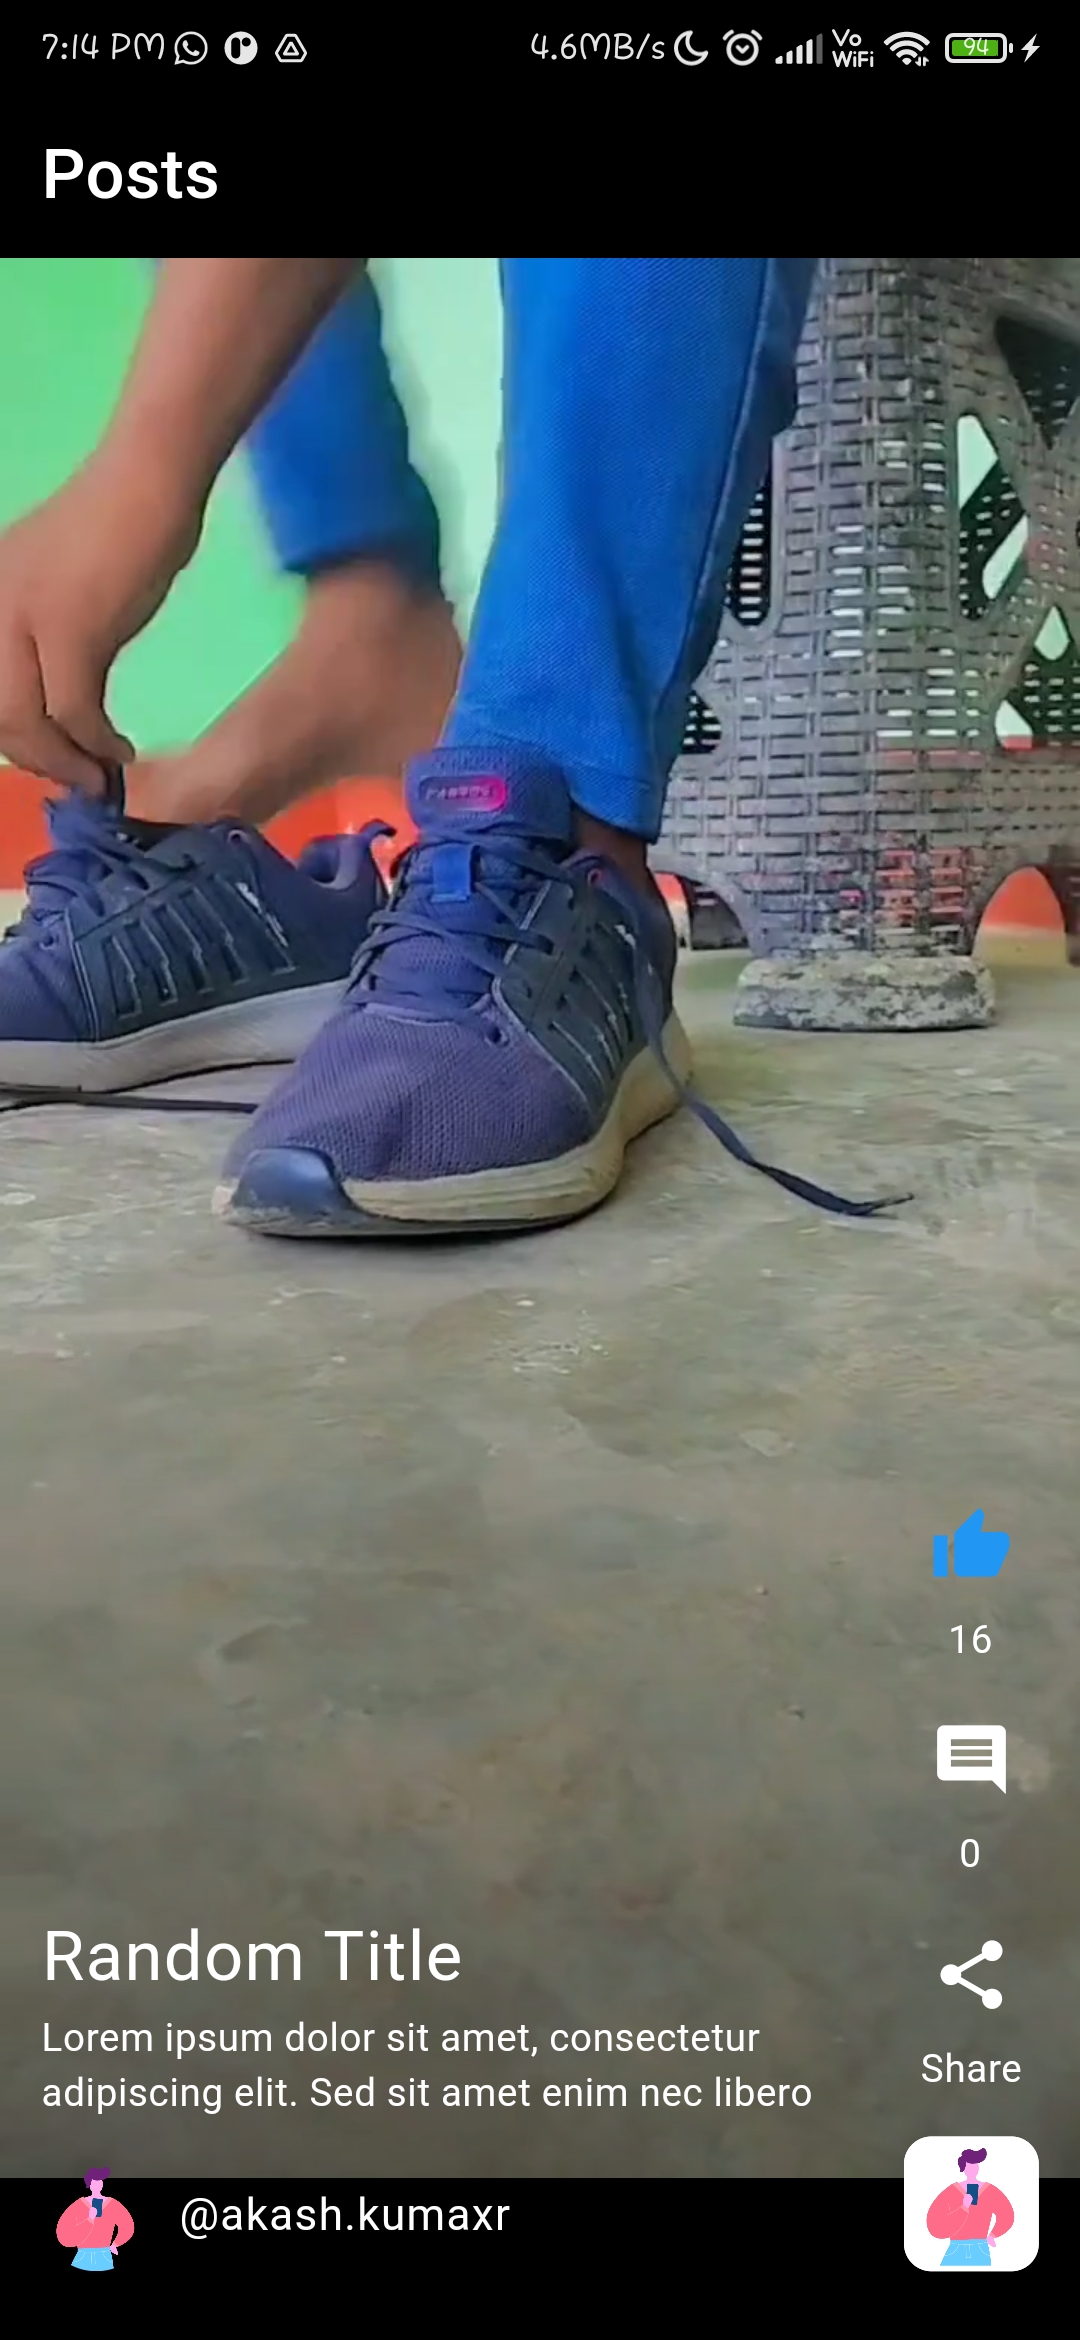 7:14 PM 4.6MB/s Vo WiFi 94
Posts
16
0
Random Title
Lorem ipsum dolor sit amet, consectetur
adipiscing elit. Sed sit amet enim nec libero
Share
@akash.kumaxr